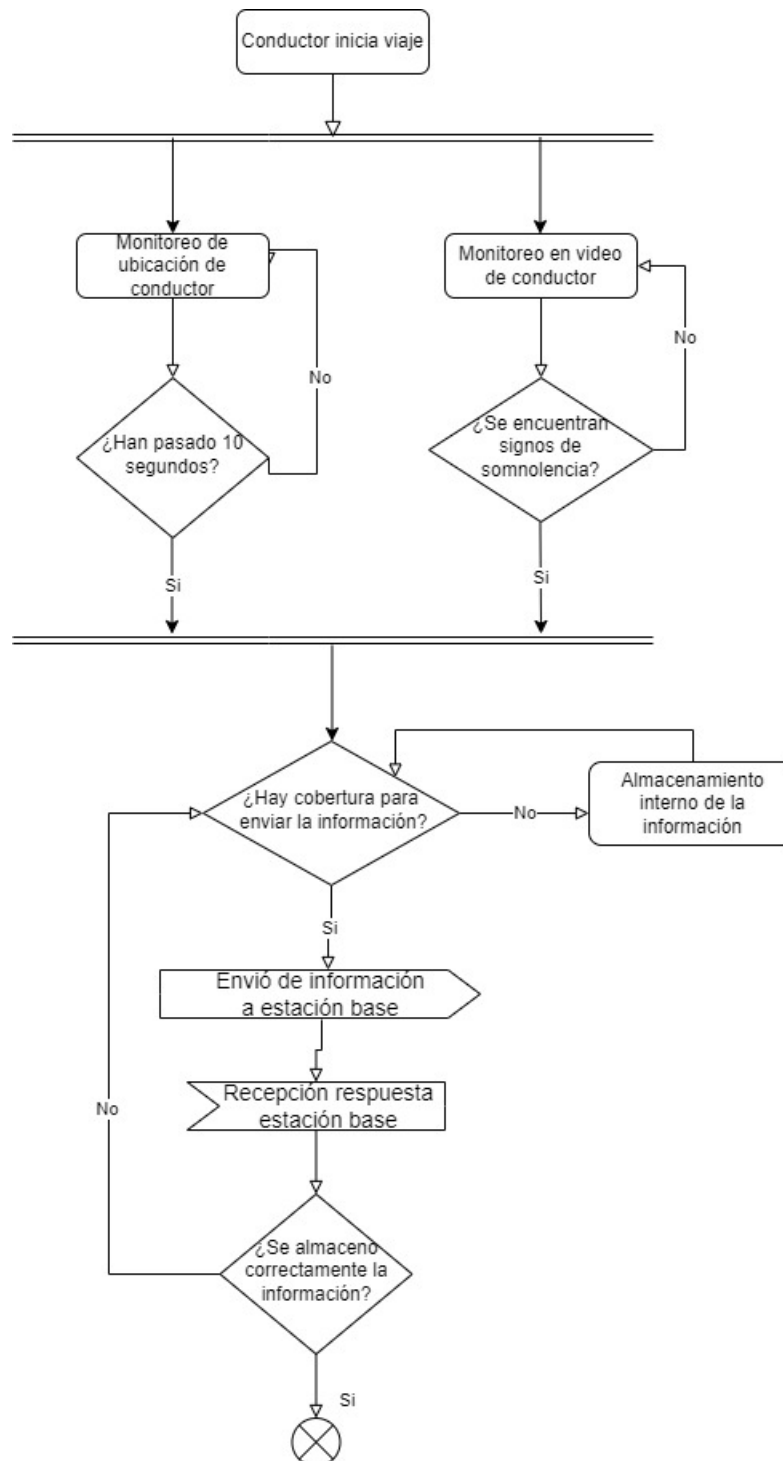 Conductor inicia viaje
Monitoreo de
ubicación de
conductor
Monitoreo en video
de conductor
No
No
¿Han pasado 10
segundos?
¿Se encuentran
signos de
somnolencia?
Si
Si
¿Hay cobertura para
enviar la información?
No
Almacenamiento
interno de la
información
Si
Envió de información
a estación base
No
Recepción respuesta
estación base
¿Se almaceno
correctamente la
información?
Si